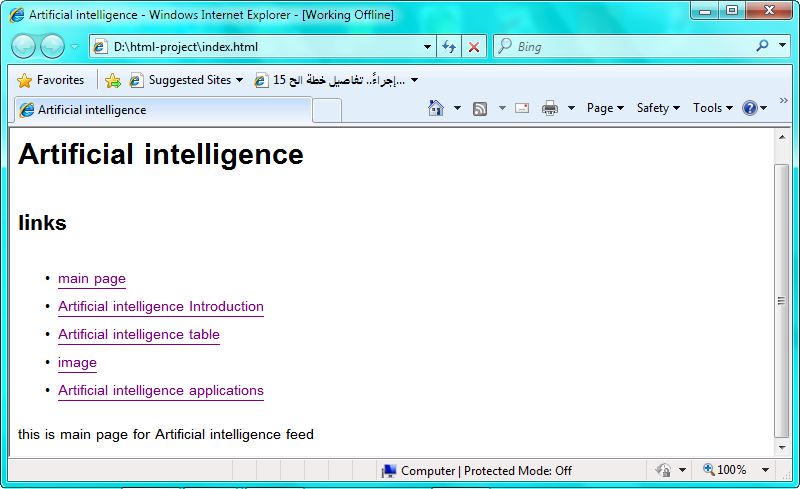 Artificial intelligence - Windows Internet Explorer - [Working Offline]
D:\html-project\index.html
Bing
Favorites
Suggested Sites
إجراءً.. تفاصيل خطة الح 15...
Artificial intelligence
Page
Safety
Tools
Artificial intelligence
links
main page
Artificial intelligence Introduction
Artificial intelligence table
image
Artificial intelligence applications
this is main page for Artificial intelligence feed
Computer | Protected Mode: Off
100%